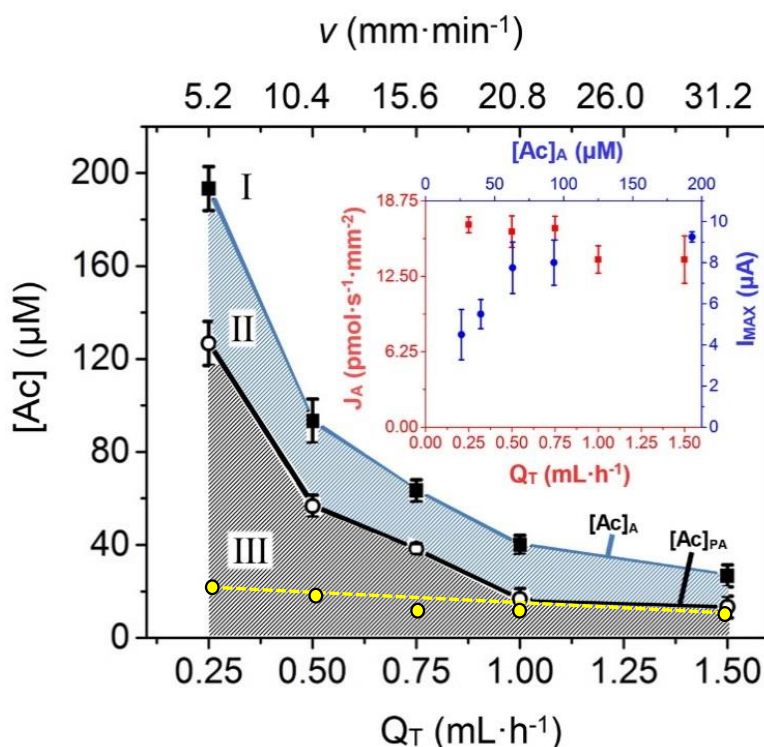 v (mm·min⁻¹)
5.2 10.4 15.6 20.8 26.0 31.2
[Ac] (µM)
200
160
120
80
40
0
I
II
III
[Ac]A
[Ac]PA
0.25 0.50 0.75 1.00 1.25 1.50
QT (mL·h⁻¹)
[Ac]A (µM)
0 50 100 150 200
JA (pmol·s⁻¹·mm⁻²)
18.75
12.50
6.25
0.00
IMAX (µA)
10
8
6
4
2
0
0.00 0.25 0.50 0.75 1.00 1.25 1.50
QT (mL·h⁻¹)